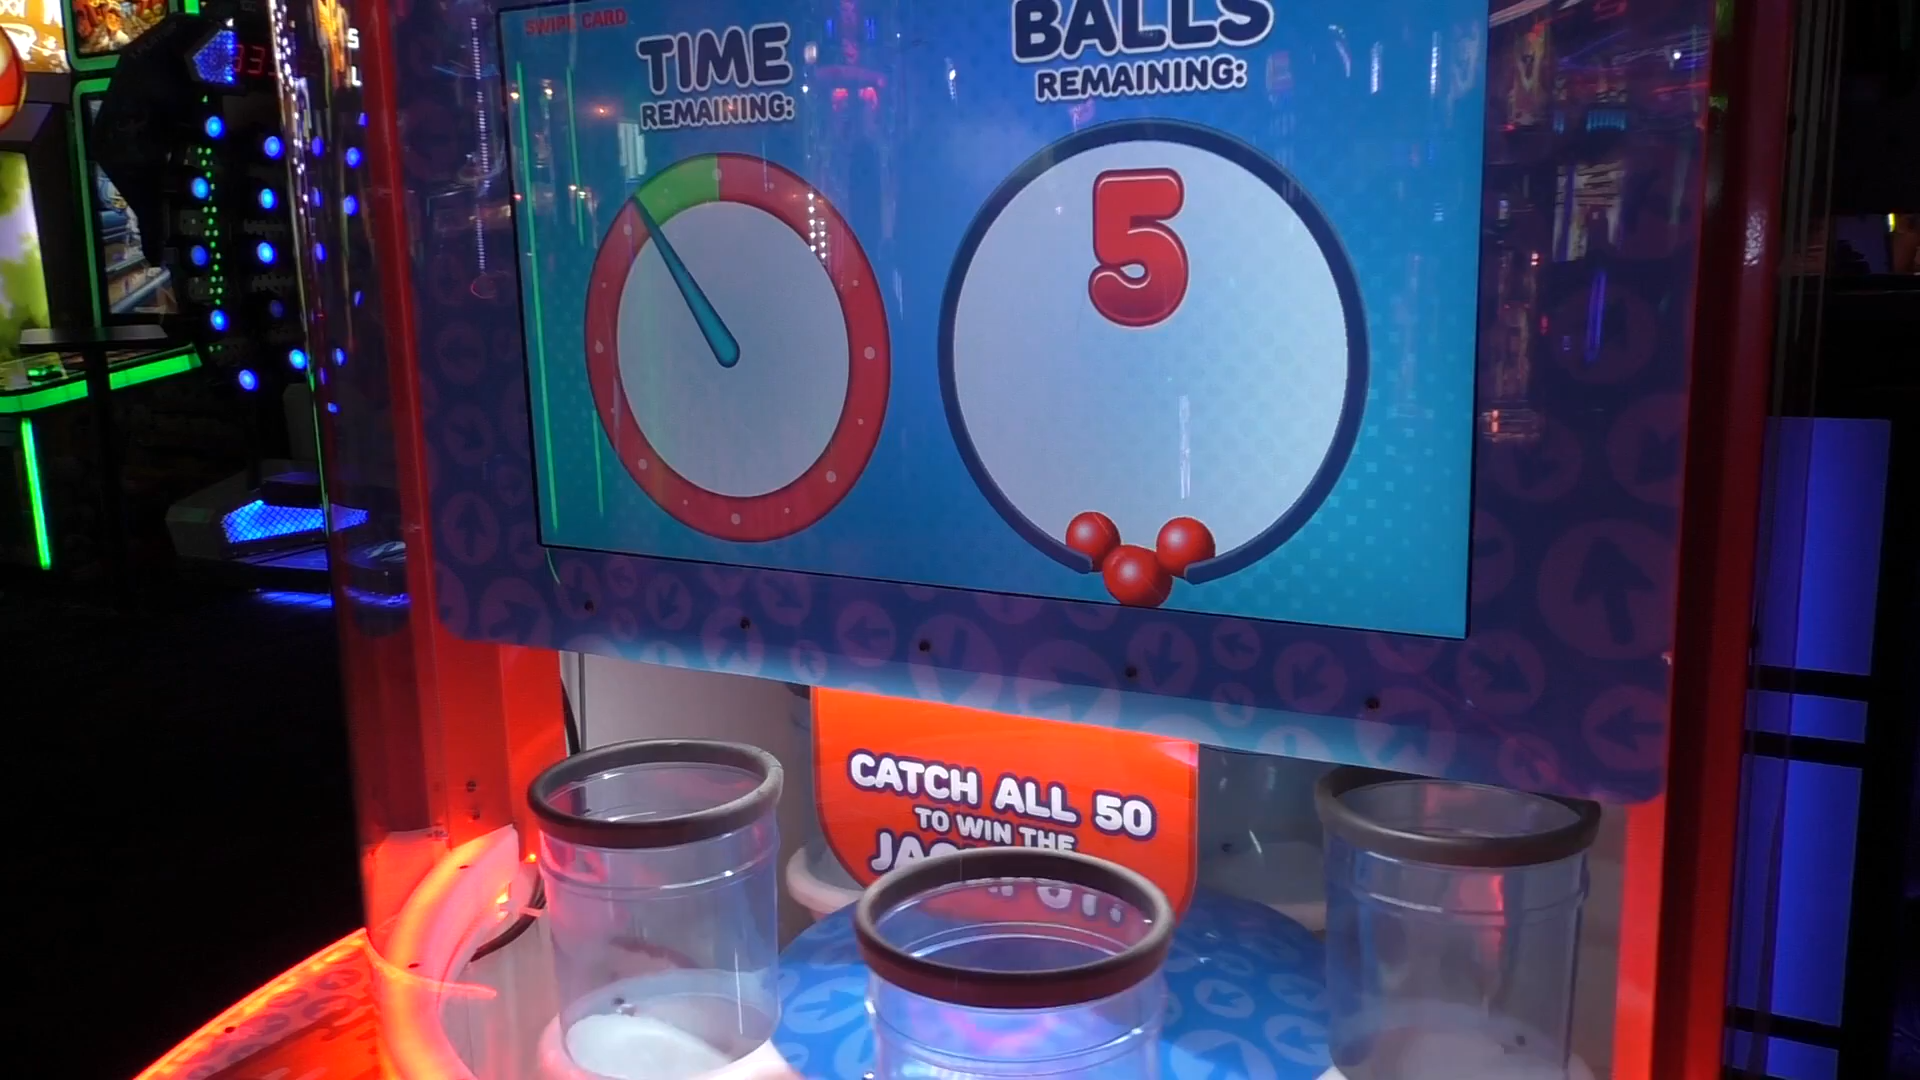 SWIPE CARD
TIME
REMAINING:
BALLS
REMAINING:
5
CATCH ALL 50
TO WIN THE